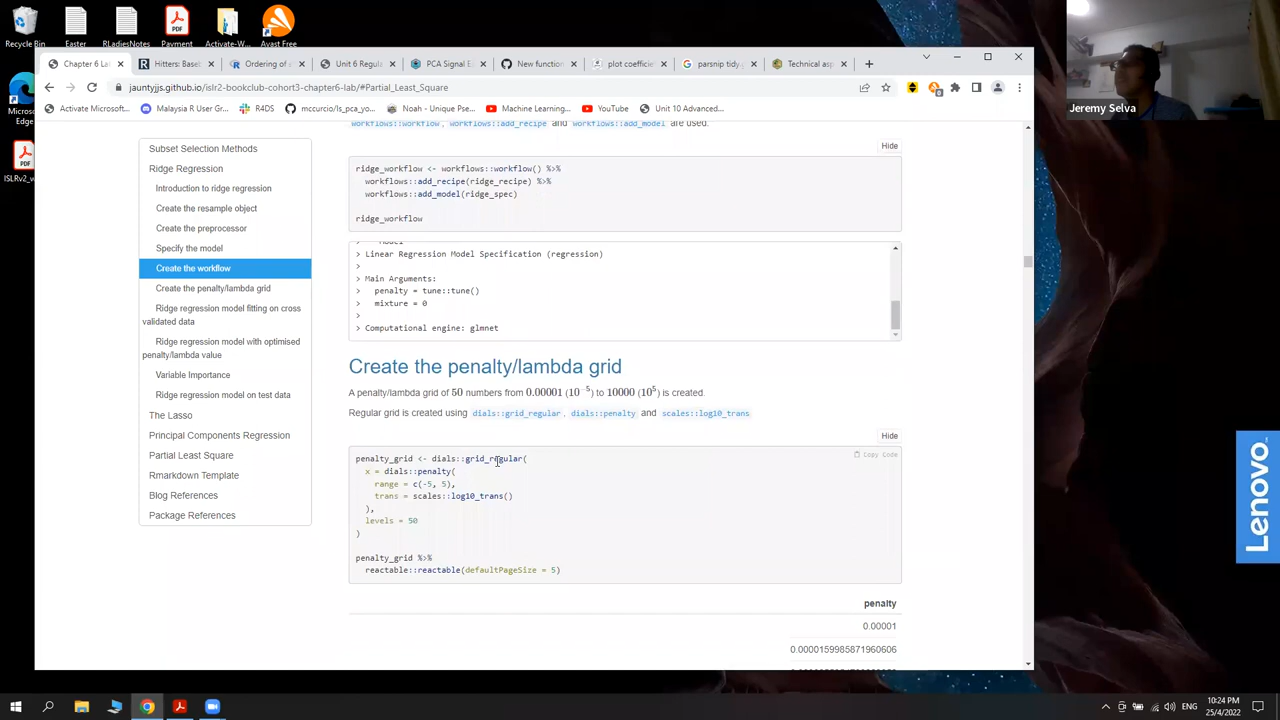 Recycle Bin
Easter
RLadiesNotes
Payment
Activate-W...
Avast Free
Chapter 6 La
Hitters: Baseb
Ordering of a
Unit 6 Regula
PCA Signal E
New function
plot coefficien
parsnip tidy.
Technical asp
jauntyjjs.github.io/islr2-bookclub-cohort3-chapter6-lab/#Partial_Least_Square
Activate Microsoft...
Malaysia R User Gr...
R4DS
mccurcio/ls_pca_yo...
Noah - Unique Pse...
Machine Learning...
YouTube
Unit 10 Advanced...
Microsoft Edge
ISLRv2_w
Jeremy Selva
Subset Selection Methods
Ridge Regression
Introduction to ridge regression
Create the resample object
Create the preprocessor
Specify the model
Create the workflow
Create the penalty/lambda grid
Ridge regression model fitting on cross
validated data
Ridge regression model with optimised
penalty/lambda value
Variable Importance
Ridge regression model on test data
The Lasso
Principal Components Regression
Partial Least Square
Rmarkdown Template
Blog References
Package References
workflows::workflow, workflows::add_recipe and workflows::add_model are used.
Hide
ridge_workflow <- workflows::workflow() %>%
workflows::add_recipe(ridge_recipe) %>%
workflows::add_model(ridge_spec)
ridge_workflow
> Linear Regression Model Specification (regression)
>
> Main Arguments:
> penalty = tune::tune()
> mixture = 0
>
> Computational engine: glmnet
Create the penalty/lambda grid
A penalty/lambda grid of 50 numbers from 0.00001 (10⁻⁵) to 10000 (10⁵) is created.
Regular grid is created using dials::grid_regular, dials::penalty and scales::log10_trans
Hide
Copy Code
penalty_grid <- dials::grid_regular(
x = dials::penalty(
range = c(-5, 5),
trans = scales::log10_trans()
),
levels = 50
)
penalty_grid %>%
reactable::reactable(defaultPageSize = 5)
penalty
0.00001
0.0000159985871960606
Lenovo
10:24 PM
25/4/2022